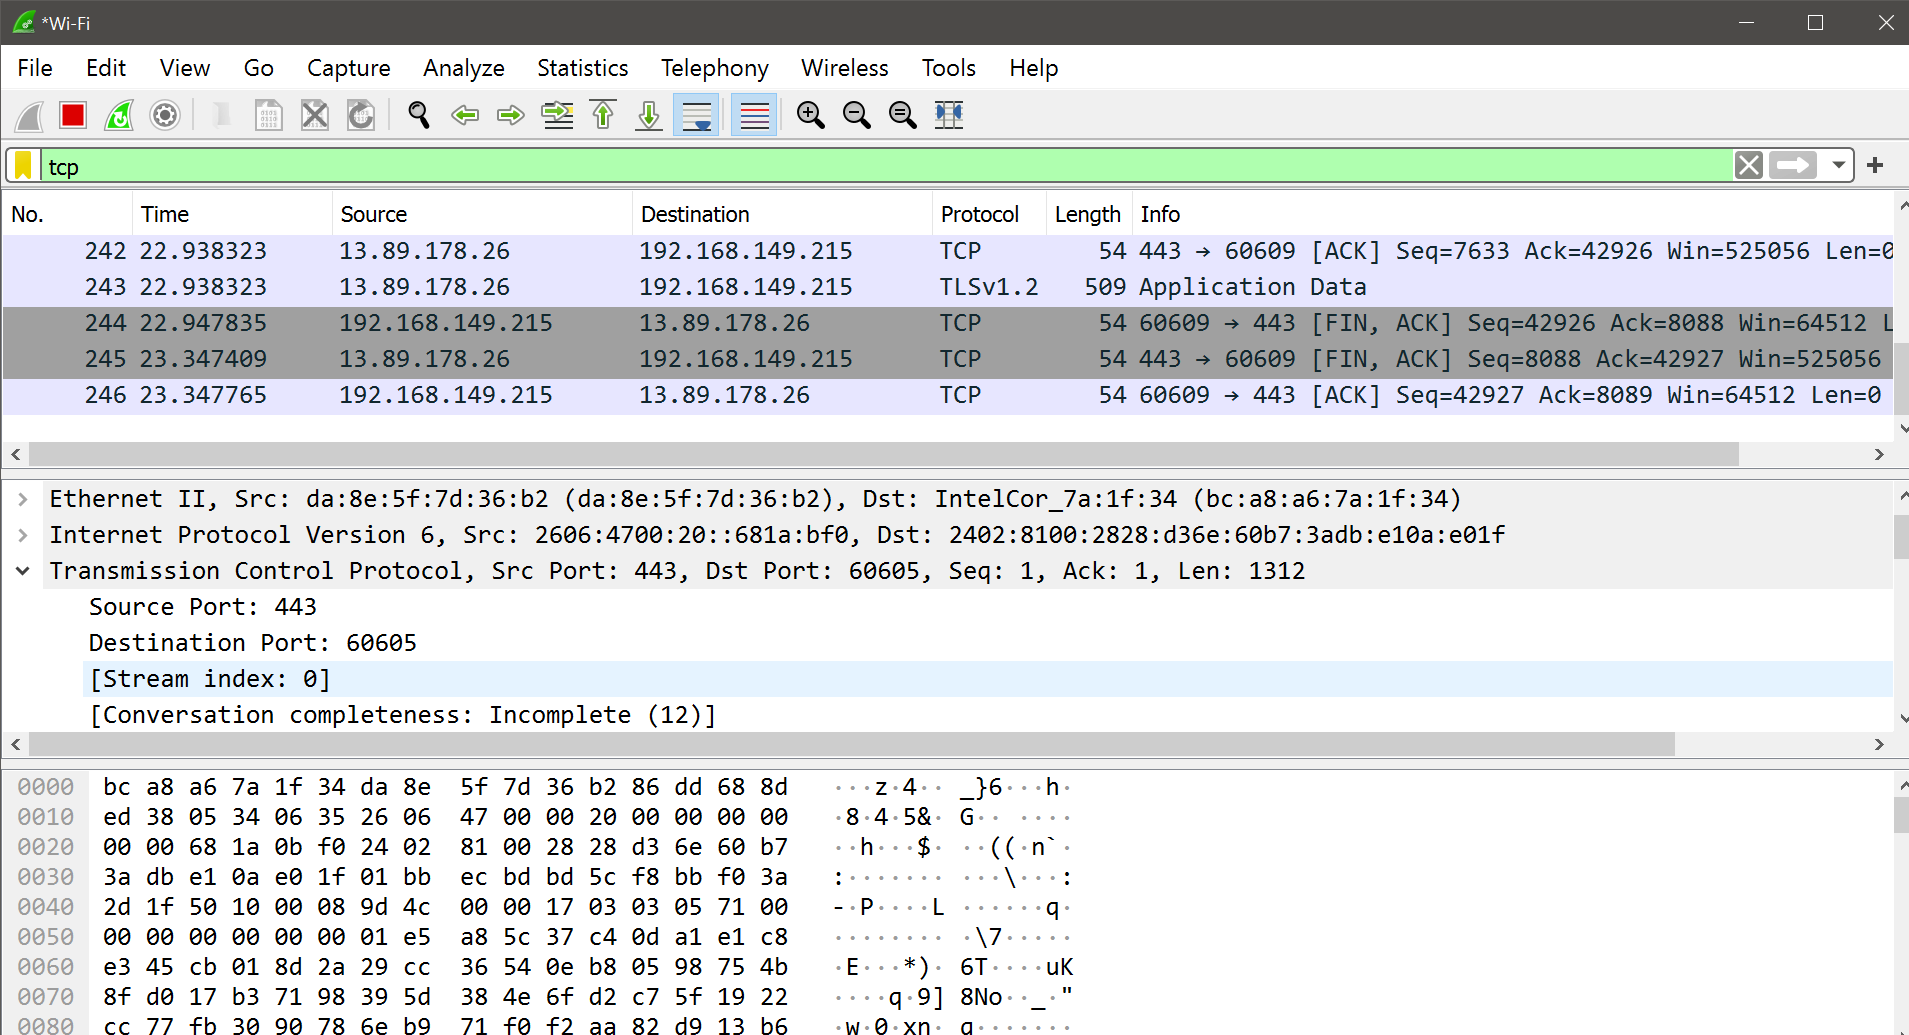 *Wi-Fi
File Edit View Go Capture Analyze Statistics Telephony Wireless Tools Help
tcp
No. Time Source Destination Protocol Length Info
242 22.938323 13.89.178.26 192.168.149.215 TCP 54 443 → 60609 [ACK] Seq=7633 Ack=42926 Win=525056 Len=0
243 22.938323 13.89.178.26 192.168.149.215 TLSv1.2 509 Application Data
244 22.947835 192.168.149.215 13.89.178.26 TCP 54 60609 → 443 [FIN, ACK] Seq=42926 Ack=8088 Win=64512 L
245 23.347409 13.89.178.26 192.168.149.215 TCP 54 443 → 60609 [FIN, ACK] Seq=8088 Ack=42927 Win=525056
246 23.347765 192.168.149.215 13.89.178.26 TCP 54 60609 → 443 [ACK] Seq=42927 Ack=8089 Win=64512 Len=0
Ethernet II, Src: da:8e:5f:7d:36:b2 (da:8e:5f:7d:36:b2), Dst: IntelCor_7a:1f:34 (bc:a8:a6:7a:1f:34)
Internet Protocol Version 6, Src: 2606:4700:20::681a:bf0, Dst: 2402:8100:2828:d36e:60b7:3adb:e10a:e01f
Transmission Control Protocol, Src Port: 443, Dst Port: 60605, Seq: 1, Ack: 1, Len: 1312
Source Port: 443
Destination Port: 60605
[Stream index: 0]
[Conversation completeness: Incomplete (12)]
0000 bc a8 a6 7a 1f 34 da 8e 5f 7d 36 b2 86 dd 68 8d ···z·4·· _}6···h·
0010 ed 38 05 34 06 35 26 06 47 00 00 20 00 00 00 00 ·8·4·5&· G·· ····
0020 00 00 68 1a 0b f0 24 02 81 00 28 28 d3 6e 60 b7 ··h···$· ··((·n`·
0030 3a db e1 0a e0 1f 01 bb ec bd bd 5c f8 bb f0 3a :······· ···\···:
0040 2d 1f 50 10 00 08 9d 4c 00 00 17 03 03 05 71 00 -·P····L ······q·
0050 00 00 00 00 00 00 01 e5 a8 5c 37 c4 0d a1 e1 c8 ········ ·\7·····
0060 e3 45 cb 01 8d 2a 29 cc 36 54 0e b8 05 98 75 4b ·E···*)· 6T····uK
0070 8f d0 17 b3 71 98 39 5d 38 4e 6f d2 c7 5f 19 22 ····q·9] 8No··_·"
0080 cc 77 fb 30 90 78 6e b9 71 f0 f2 aa 82 d9 13 b6 ·w·0·xn· q·······